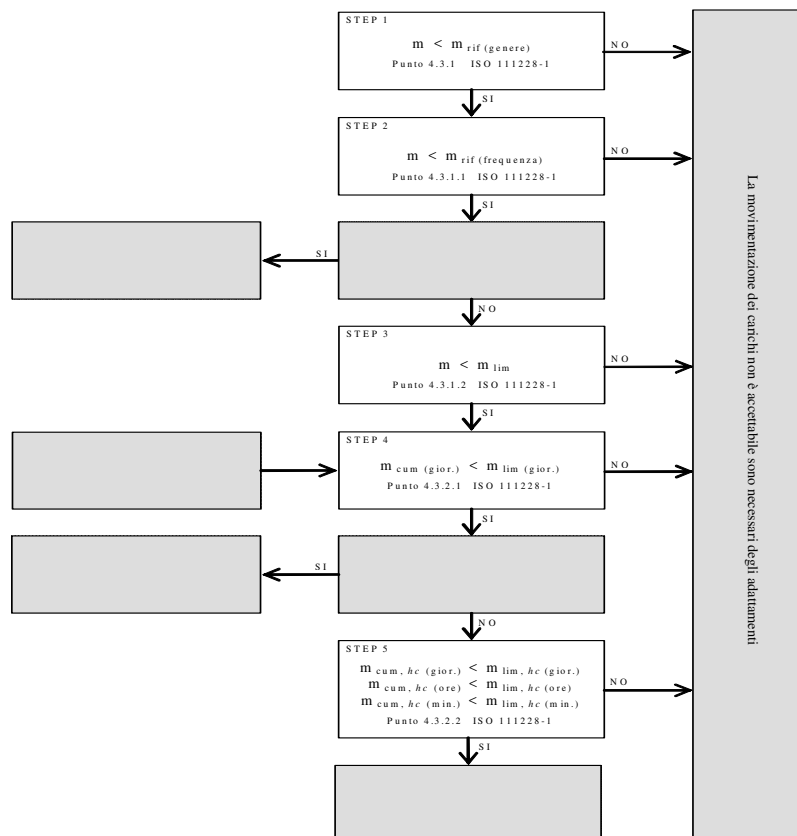 STEP 1
m < m rif (genere)
Punto 4.3.1 ISO 111228-1
NO
SI
STEP 2
m < m rif (frequenza)
Punto 4.3.1.1 ISO 111228-1
NO
SI
SI
NO
STEP 3
m < m lim
Punto 4.3.1.2 ISO 111228-1
NO
SI
STEP 4
m cum (gior.) < m lim (gior.)
Punto 4.3.2.1 ISO 111228-1
NO
SI
SI
NO
STEP 5
m cum, hc (gior.) < m lim, hc (gior.)
m cum, hc (ore) < m lim, hc (ore)
m cum, hc (min.) < m lim, hc (min.)
Punto 4.3.2.2 ISO 111228-1
NO
SI
La movimentazione dei carichi non è accettabile sono necessari degli adattamenti